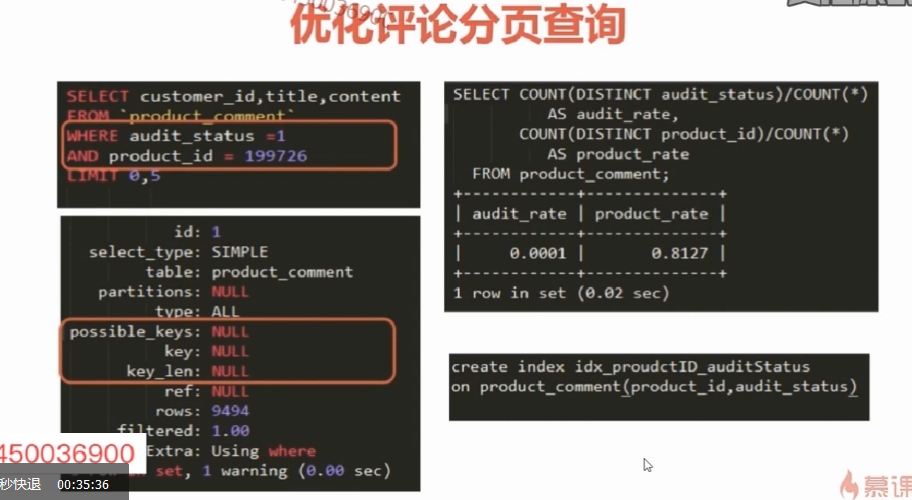 优化评论分页查询
SELECT customer_id,title,content
FROM `product_comment`
WHERE audit_status =1
AND product_id = 199726
LIMIT 0,5
id: 1
select_type: SIMPLE
table: product_comment
partitions: NULL
type: ALL
possible_keys: NULL
key: NULL
key_len: NULL
ref: NULL
rows: 9494
filtered: 1.00
Extra: Using where
set, 1 warning (0.00 sec)
SELECT COUNT(DISTINCT audit_status)/COUNT(*)
AS audit_rate,
COUNT(DISTINCT product_id)/COUNT(*)
AS product_rate
FROM product_comment;
+------------+--------------+
| audit_rate | product_rate |
+------------+--------------+
| 0.0001 | 0.8127 |
+------------+--------------+
1 row in set (0.02 sec)
create index idx_proudctID_auditStatus
on product_comment(product_id,audit_status)
450036900
秒快退 00:35:36
慕课